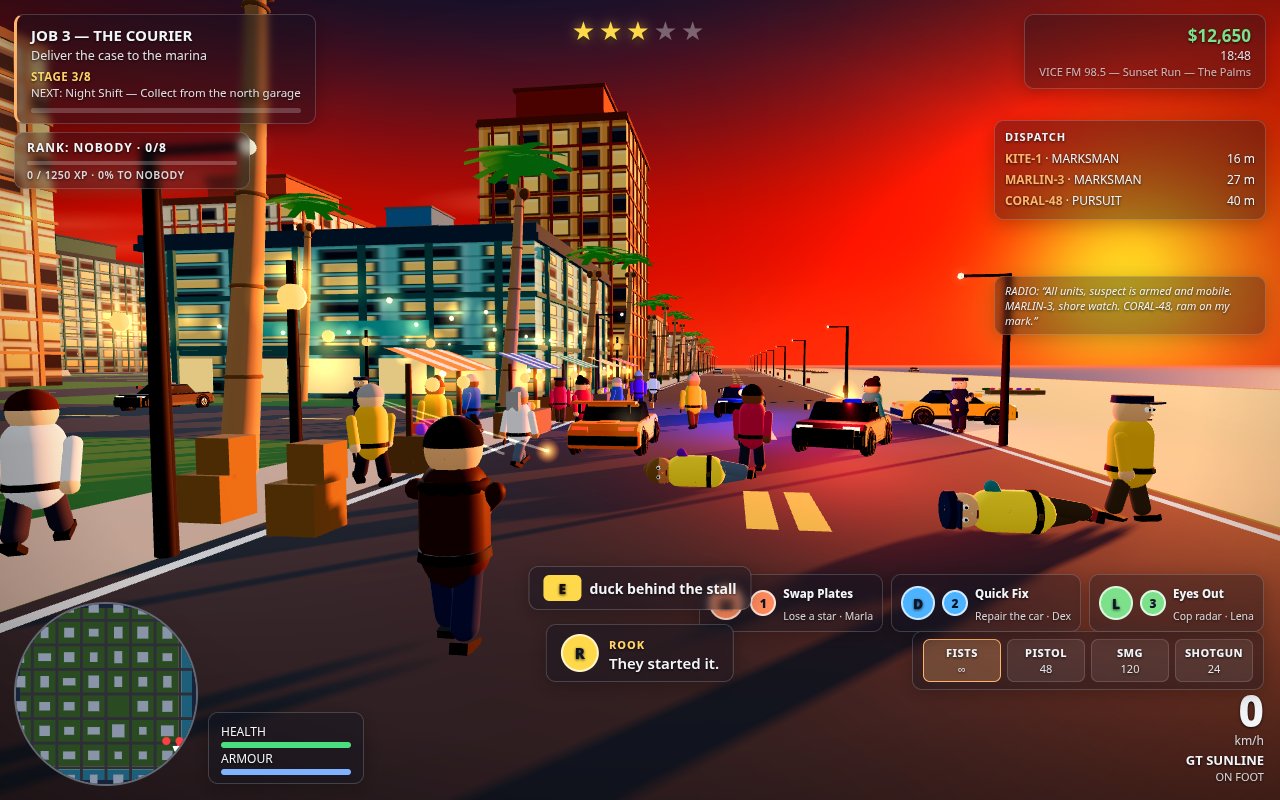 JOB 3 — THE COURIER
Deliver the case to the marina
STAGE 3/8
NEXT: Night Shift — Collect from the north garage
RANK: NOBODY · 0/8
0 / 1250 XP · 0% TO NOBODY
$12,650
18:48
VICE FM 98.5 — Sunset Run — The Palms
DISPATCH
KITE-1 · MARKSMAN 16 m
MARLIN-3 · MARKSMAN 27 m
CORAL-48 · PURSUIT 40 m
RADIO: “All units, suspect is armed and mobile.
MARLIN-3, shore watch. CORAL-48, ram on my
mark.”
E duck behind the stall
1 Swap Plates
Lose a star · Marla
D 2 Quick Fix
Repair the car · Dex
L 3 Eyes Out
Cop radar · Lena
R ROOK
They started it.
FISTS
∞
PISTOL
48
SMG
120
SHOTGUN
24
HEALTH
ARMOUR
0
km/h
GT SUNLINE
ON FOOT